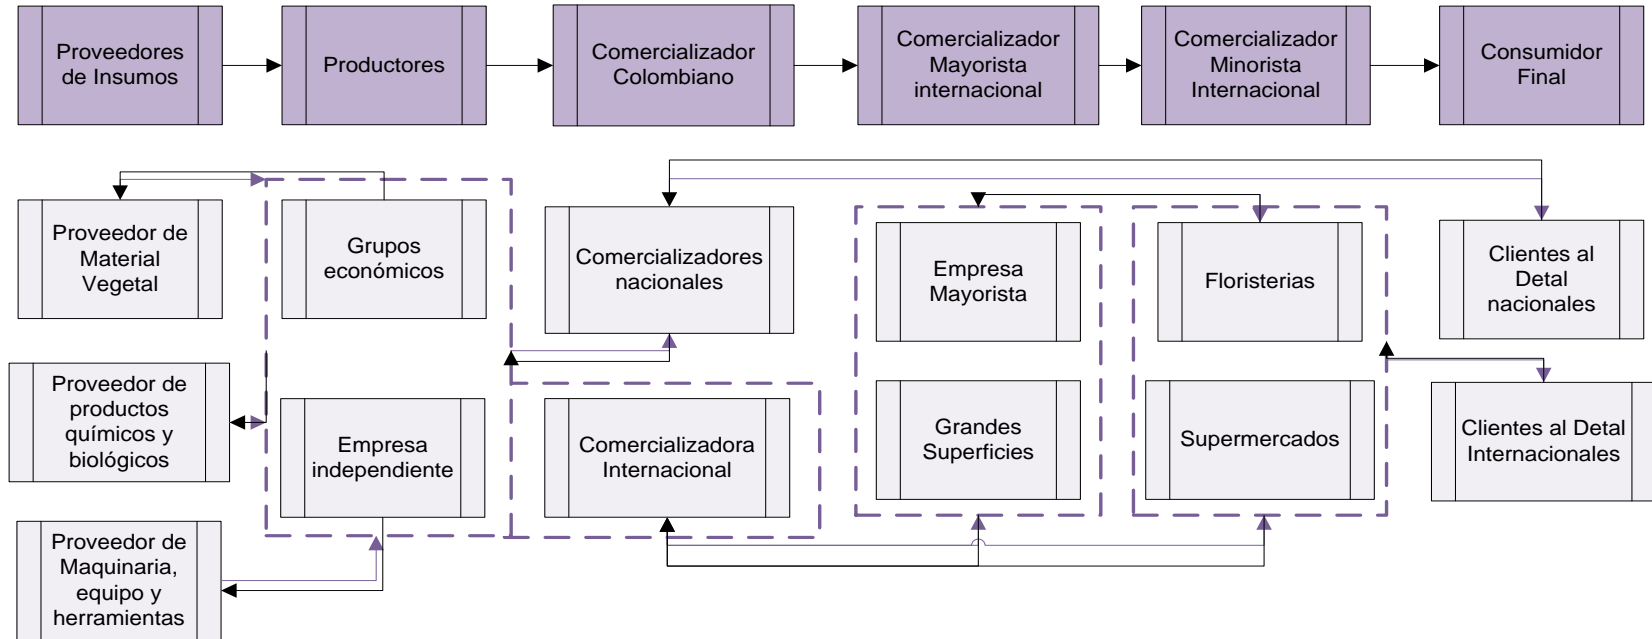 Proveedores
de Insumos
Productores
Comercializador
Colombiano
Comercializador
Mayorista
internacional
Comercializador
Minorista
Internacional
Consumidor
Final
Proveedor de
Material
Vegetal
Grupos
económicos
Comercializadores
nacionales
Empresa
Mayorista
Floristerias
Clientes al
Detal
nacionales
Proveedor de
productos
químicos y
biológicos
Empresa
independiente
Comercializadora
Internacional
Grandes
Superficies
Supermercados
Clientes al Detal
Internacionales
Proveedor de
Maquinaria,
equipo y
herramientas